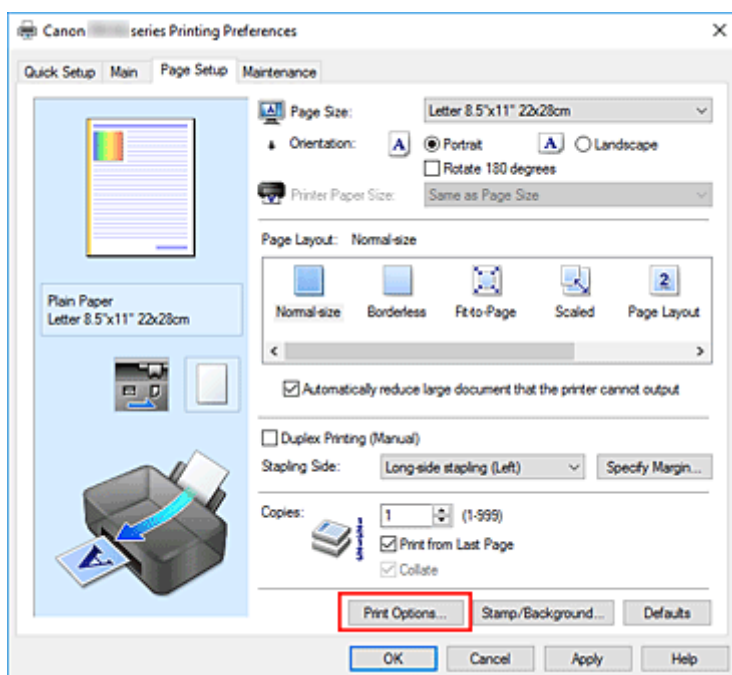 Canon series Printing Preferences
Quick Setup Main Page Setup Maintenance
Page Size: Letter 8.5"x11" 22x28cm
Orientation: A Portrait A Landscape
Rotate 180 degrees
Printer Paper Size: Same as Page Size
Page Layout: Normal-size
2
Normal-size Borderless Fit-to-Page Scaled Page Layout
Plain Paper
Letter 8.5"x11" 22x28cm
Automatically reduce large document that the printer cannot output
Duplex Printing (Manual)
Stapling Side: Long-side stapling (Left) Specify Margin...
Copies: 1 (1-999)
Print from Last Page
Collate
A
Print Options... Stamp/Background... Defaults
OK Cancel Apply Help